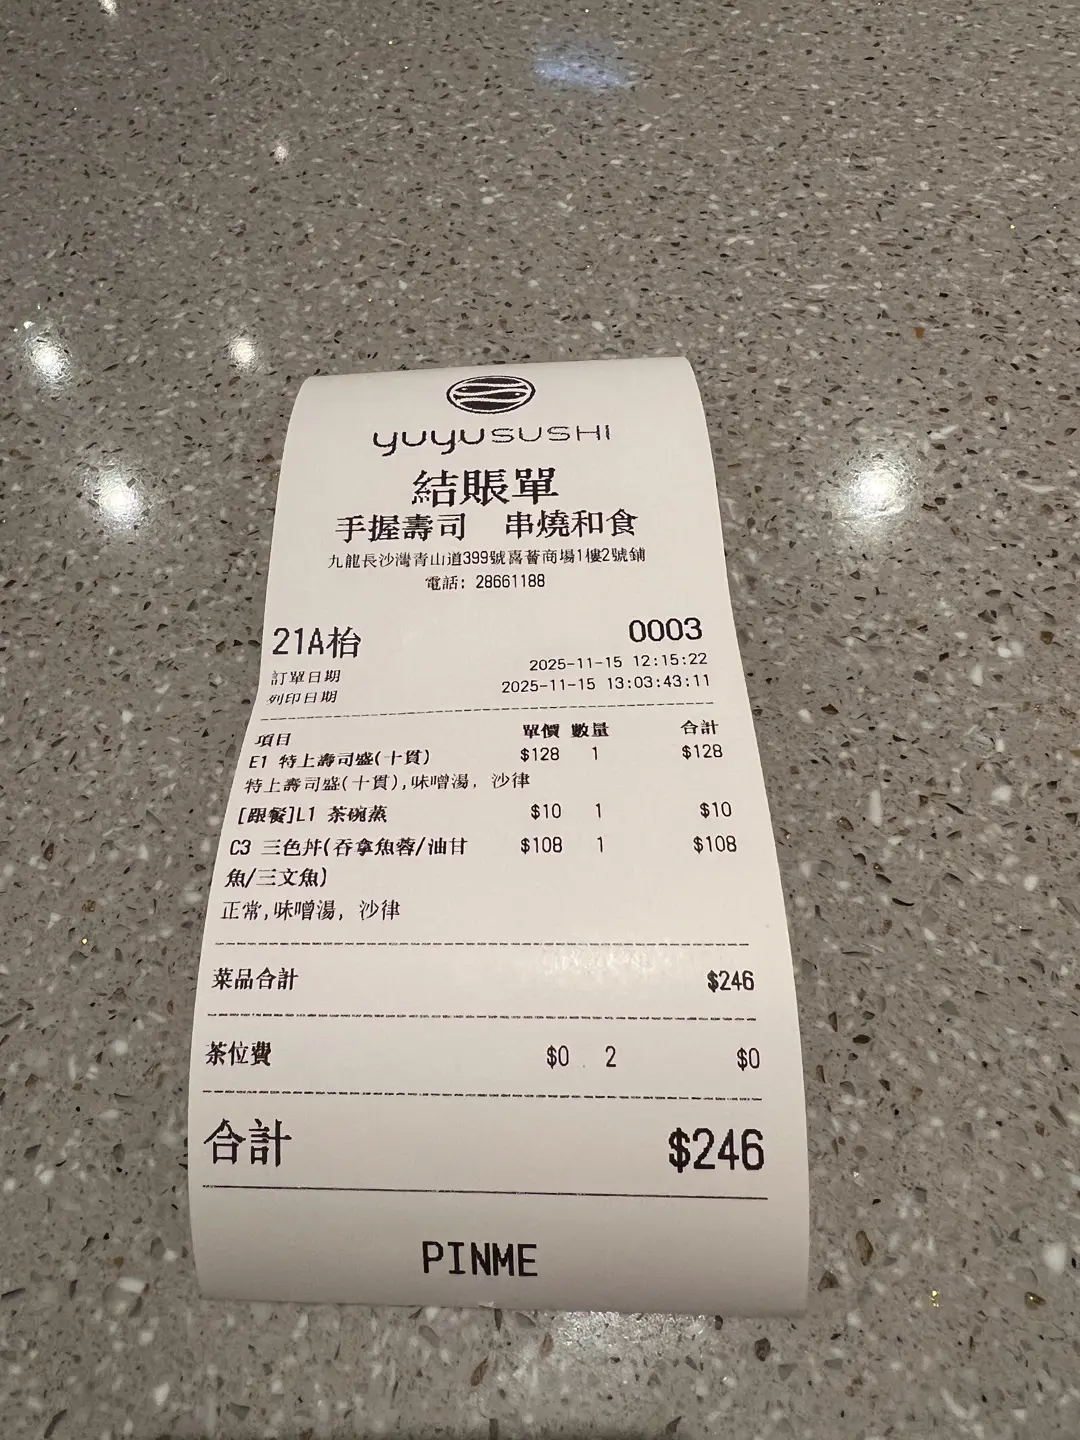 yuyuSUSHI
結賬單
手握壽司 串燒和食
九龍長沙灣青山道399號喜薈商場1樓2號鋪
電話: 28661188
21A枱 0003
訂單日期 2025-11-15 12:15:22
列印日期 2025-11-15 13:03:43:11
項目 單價 數量 合計
E1 特上壽司盛(十貫) $128 1 $128
特上壽司盛(十貫),味噌湯, 沙律
[跟餐]L1 茶碗蒸 $10 1 $10
C3 三色丼(吞拿魚蓉/油甘 $108 1 $108
魚/三文魚)
正常,味噌湯, 沙律
菜品合計 $246
茶位費 $0 2 $0
合計 $246
PINME